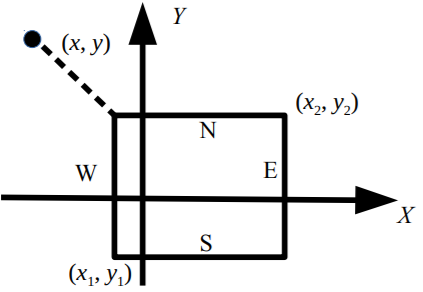 Y
(x, y)
(x₂, y₂)
N
W
E
X
S
(x₁, y₁)